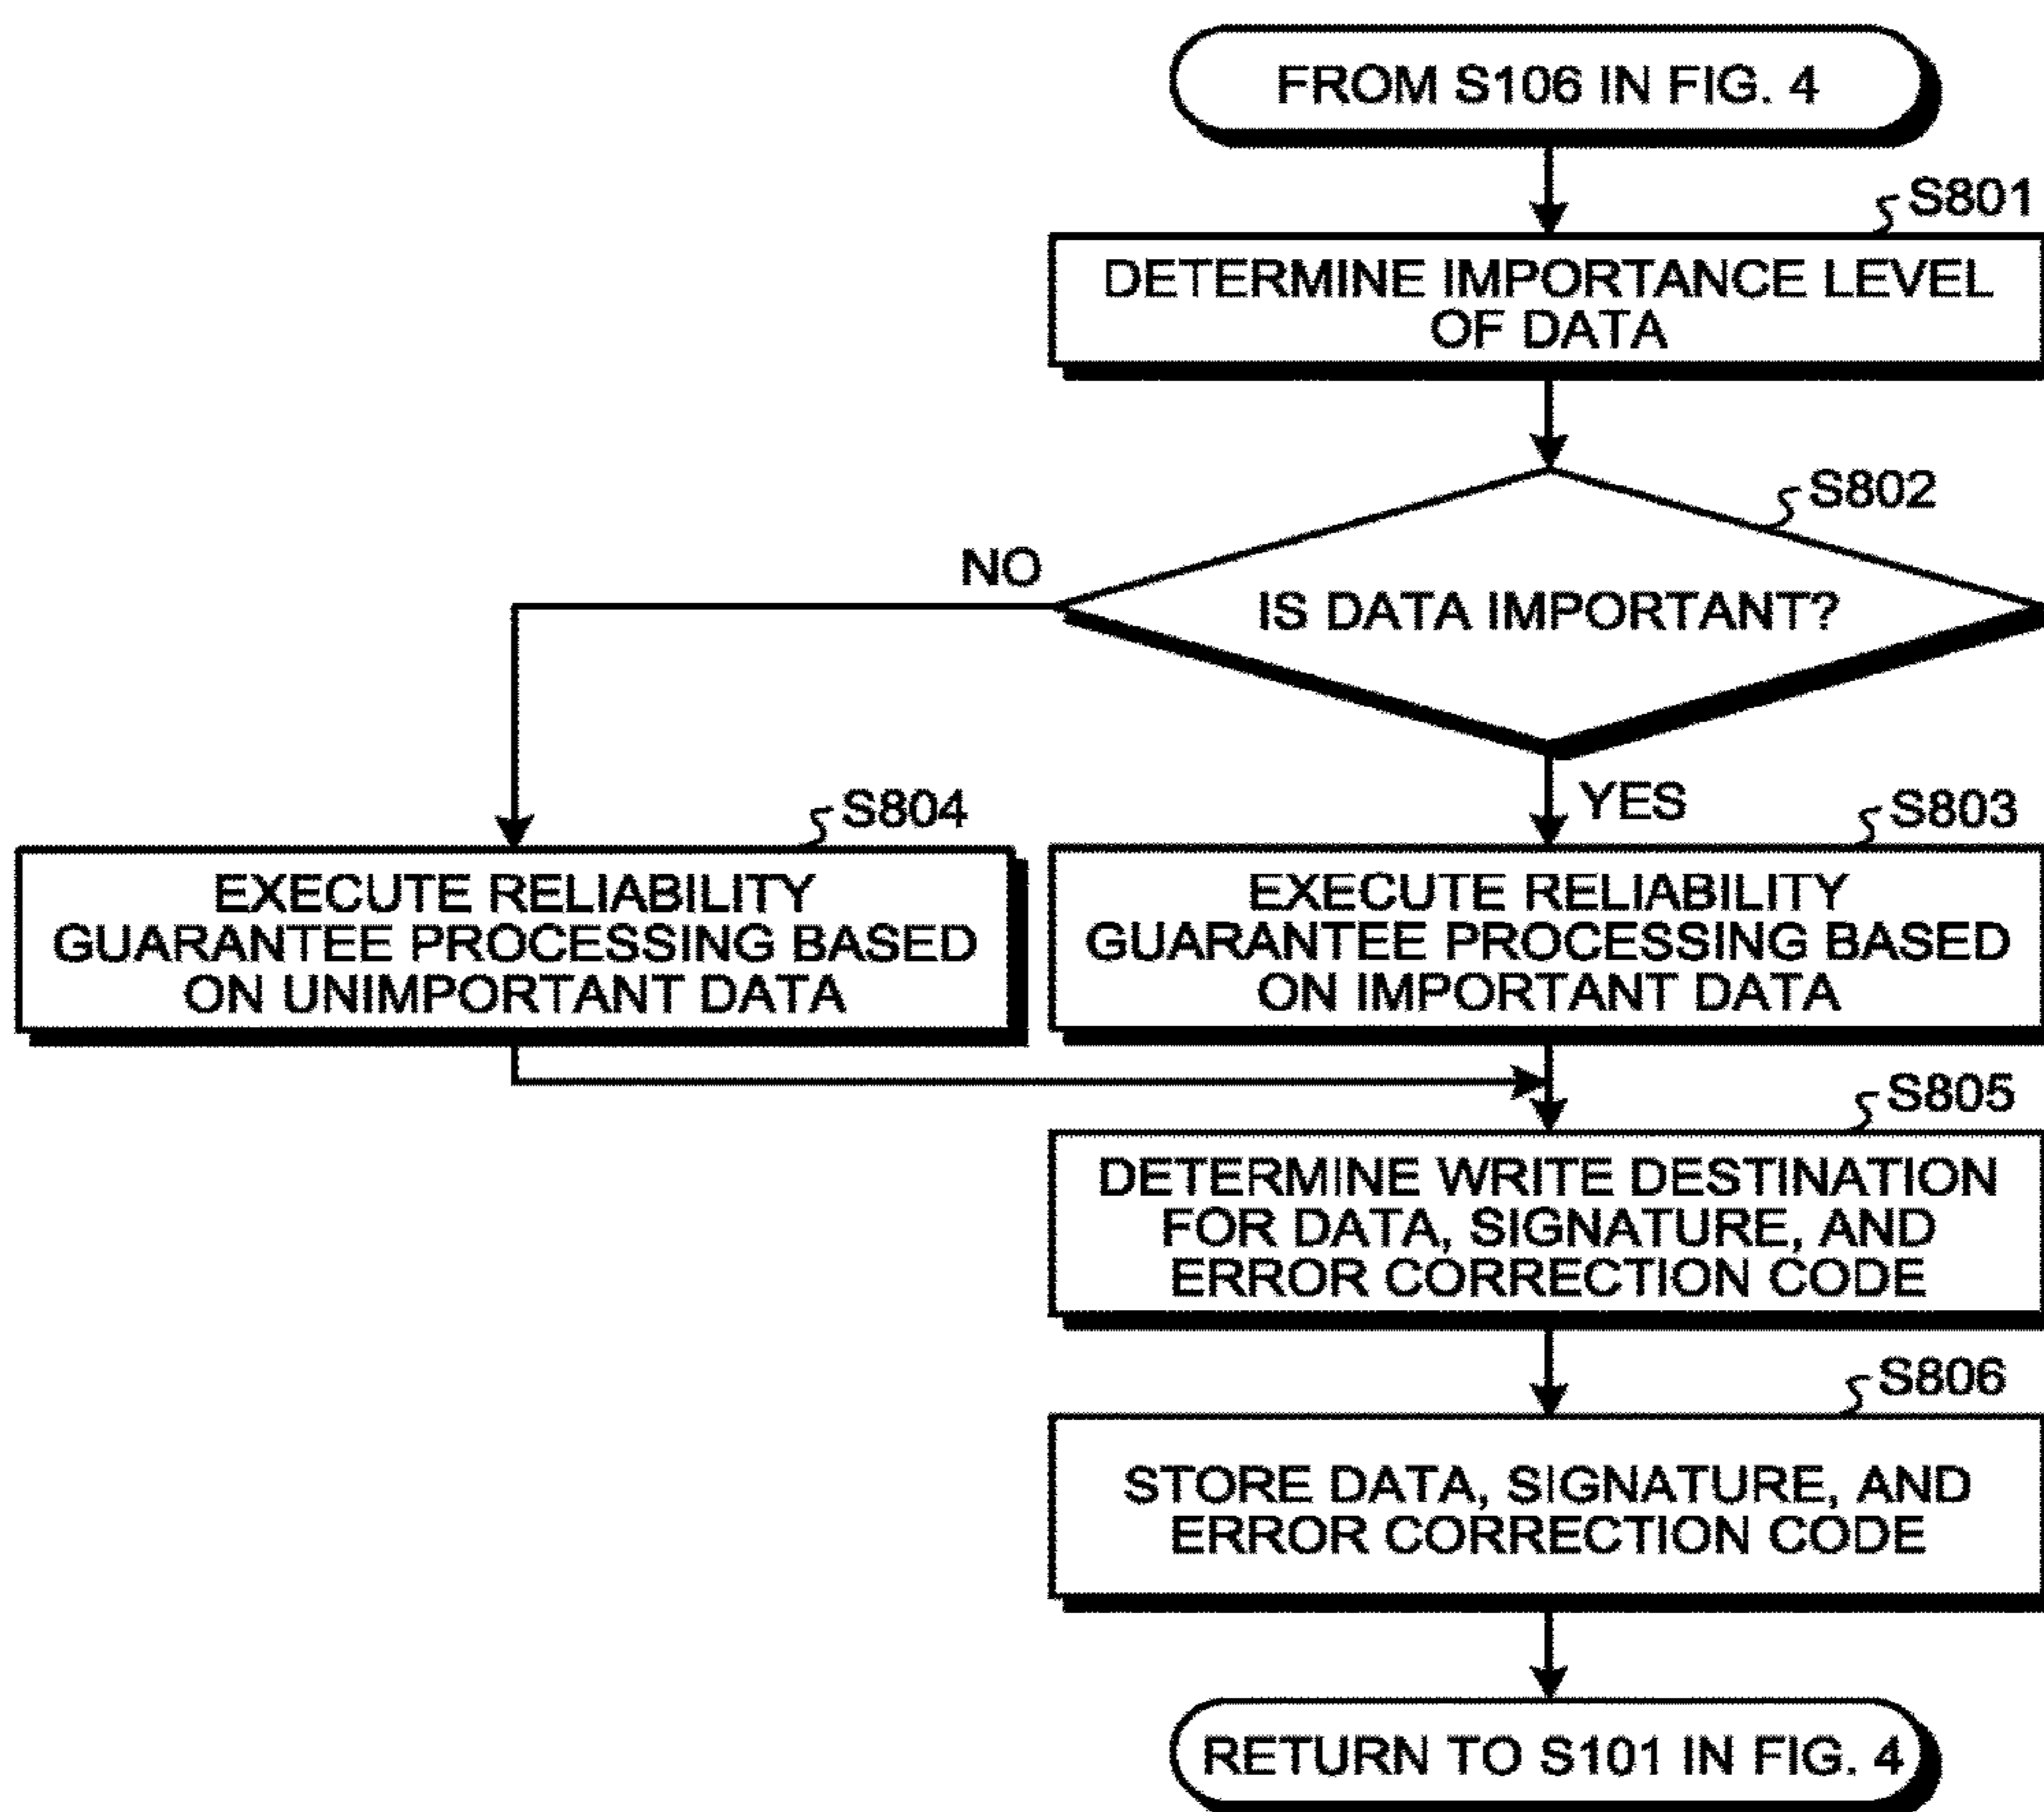 FROM S106 IN FIG. 4
S801
DETERMINE IMPORTANCE LEVEL
OF DATA
S802
NO
IS DATA IMPORTANT?
YES
S804
EXECUTE RELIABILITY
GUARANTEE PROCESSING BASED
ON UNIMPORTANT DATA
S803
EXECUTE RELIABILITY
GUARANTEE PROCESSING BASED
ON IMPORTANT DATA
S805
DETERMINE WRITE DESTINATION
FOR DATA, SIGNATURE, AND
ERROR CORRECTION CODE
S806
STORE DATA, SIGNATURE, AND
ERROR CORRECTION CODE
RETURN TO S101 IN FIG. 4